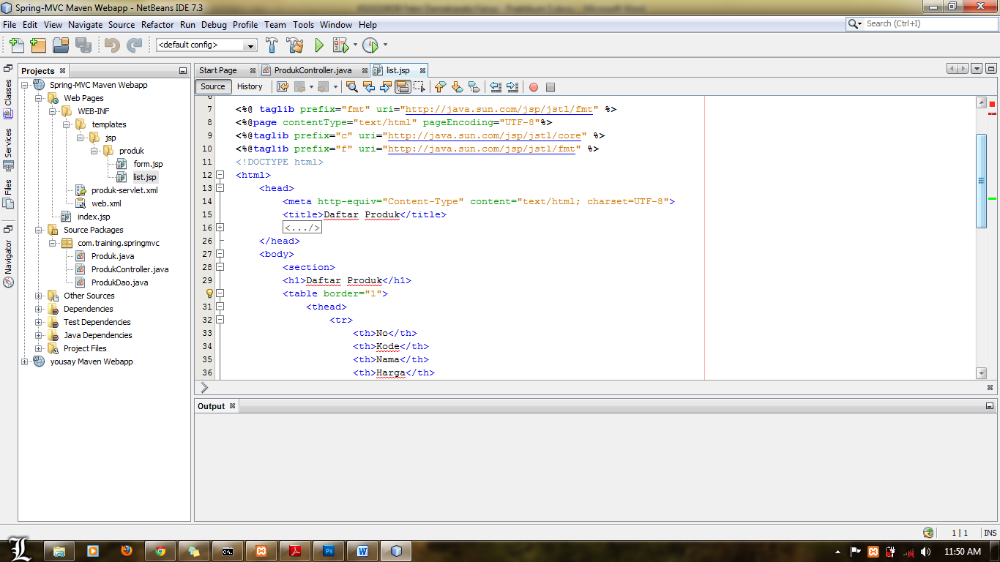 Spring-MVC Maven Webapp - NetBeans IDE 7.3
File Edit View Navigate Source Refactor Run Debug Profile Team Tools Window Help
Search (Ctrl+I)
<default config>
Projects
Spring-MVC Maven Webapp
Web Pages
WEB-INF
templates
jsp
produk
form.jsp
list.jsp
produk-servlet.xml
web.xml
index.jsp
Source Packages
com.training.springmvc
Produk.java
ProdukController.java
ProdukDao.java
Other Sources
Dependencies
Test Dependencies
Java Dependencies
Project Files
yousay Maven Webapp
Classes
Services
Files
Navigator
Start Page ProdukController.java list.jsp
Source History
6
7 <%@ taglib prefix="fmt" uri="http://java.sun.com/jsp/jstl/fmt" %>
8 <%@page contentType="text/html" pageEncoding="UTF-8"%>
9 <%@taglib prefix="c" uri="http://java.sun.com/jsp/jstl/core" %>
10 <%@taglib prefix="f" uri="http://java.sun.com/jsp/jstl/fmt" %>
11 <!DOCTYPE html>
12 <html>
13 <head>
14 <meta http-equiv="Content-Type" content="text/html; charset=UTF-8">
15 <title>Daftar Produk</title>
16 <.../>
26 </head>
27 <body>
28 <section>
29 <h1>Daftar Produk</h1>
<table border="1">
31 <thead>
32 <tr>
33 <th>No</th>
34 <th>Kode</th>
35 <th>Nama</th>
36 <th>Harga</th>
Output
1 | 1 INS
11:50 AM